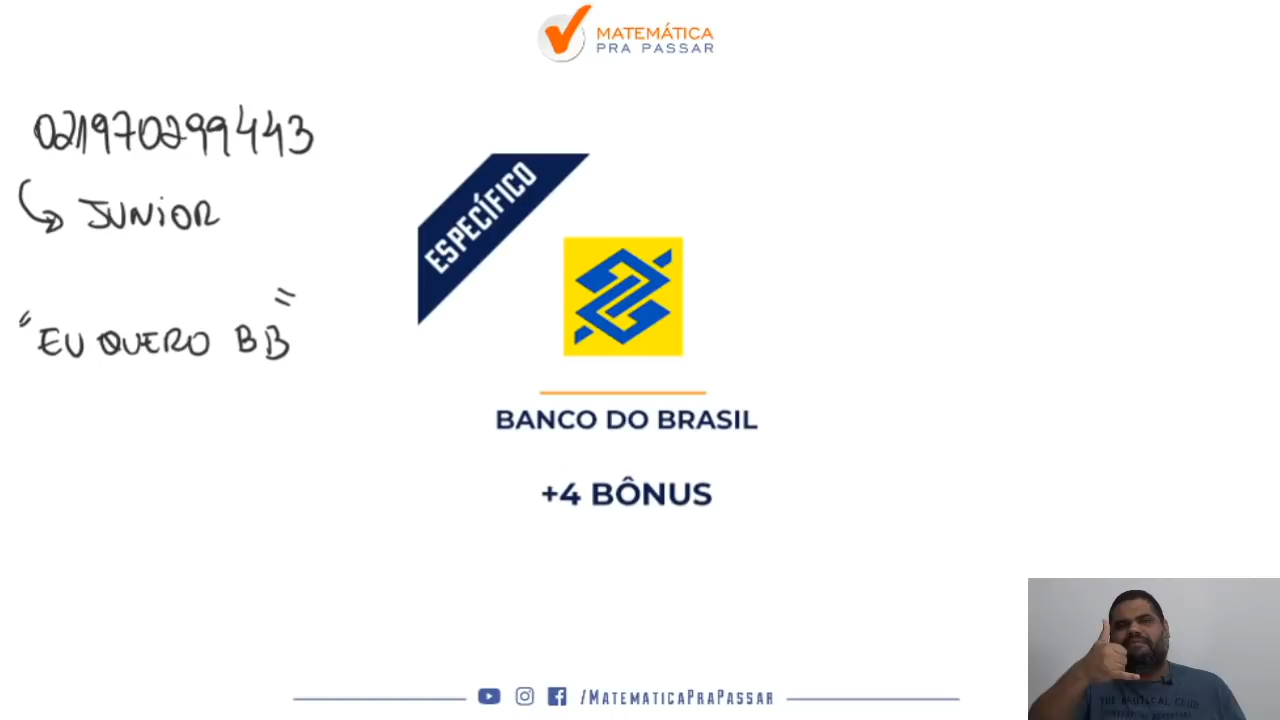 MATEMÁTICA
PRA PASSAR
021970299443
JUNIOR
"EU QUERO BB"
ESPECÍFICO
BANCO DO BRASIL
+4 BÔNUS
/MATEMATICAPRAPASSAR